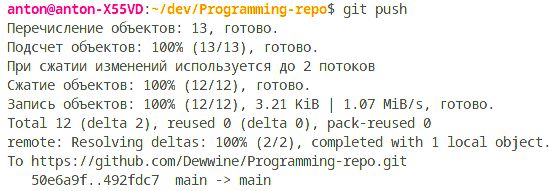 anton@anton-X55VD:~/dev/Programming-repo$ git push
Перечисление объектов: 13, готово.
Подсчет объектов: 100% (13/13), готово.
При сжатии изменений используется до 2 потоков
Сжатие объектов: 100% (12/12), готово.
Запись объектов: 100% (12/12), 3.21 KiB | 1.07 MiB/s, готово.
Total 12 (delta 2), reused 0 (delta 0), pack-reused 0
remote: Resolving deltas: 100% (2/2), completed with 1 local object.
To https://github.com/Dewwine/Programming-repo.git
   50e6a9f..492fdc7  main -> main